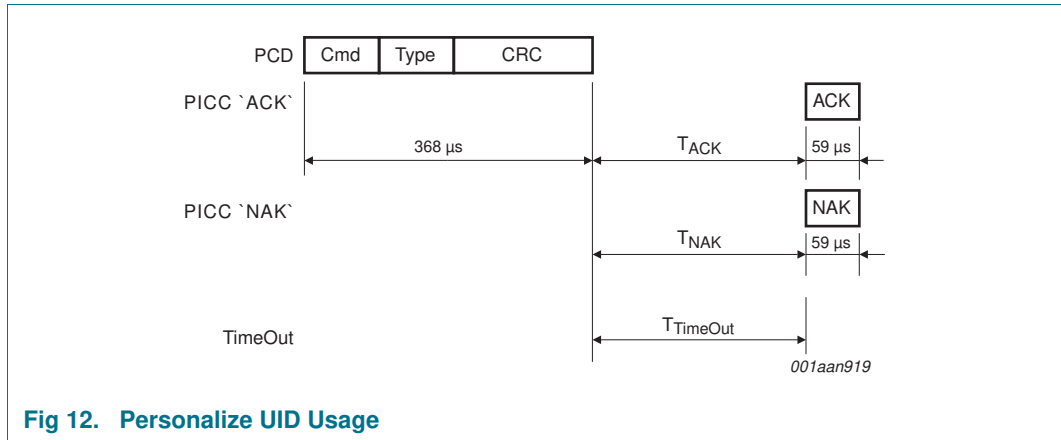 PCD Cmd Type CRC
PICC `ACK` ACK
368 µs TACK 59 µs
PICC `NAK` NAK
TNAK 59 µs
TimeOut TTimeOut
001aan919
Fig 12. Personalize UID Usage